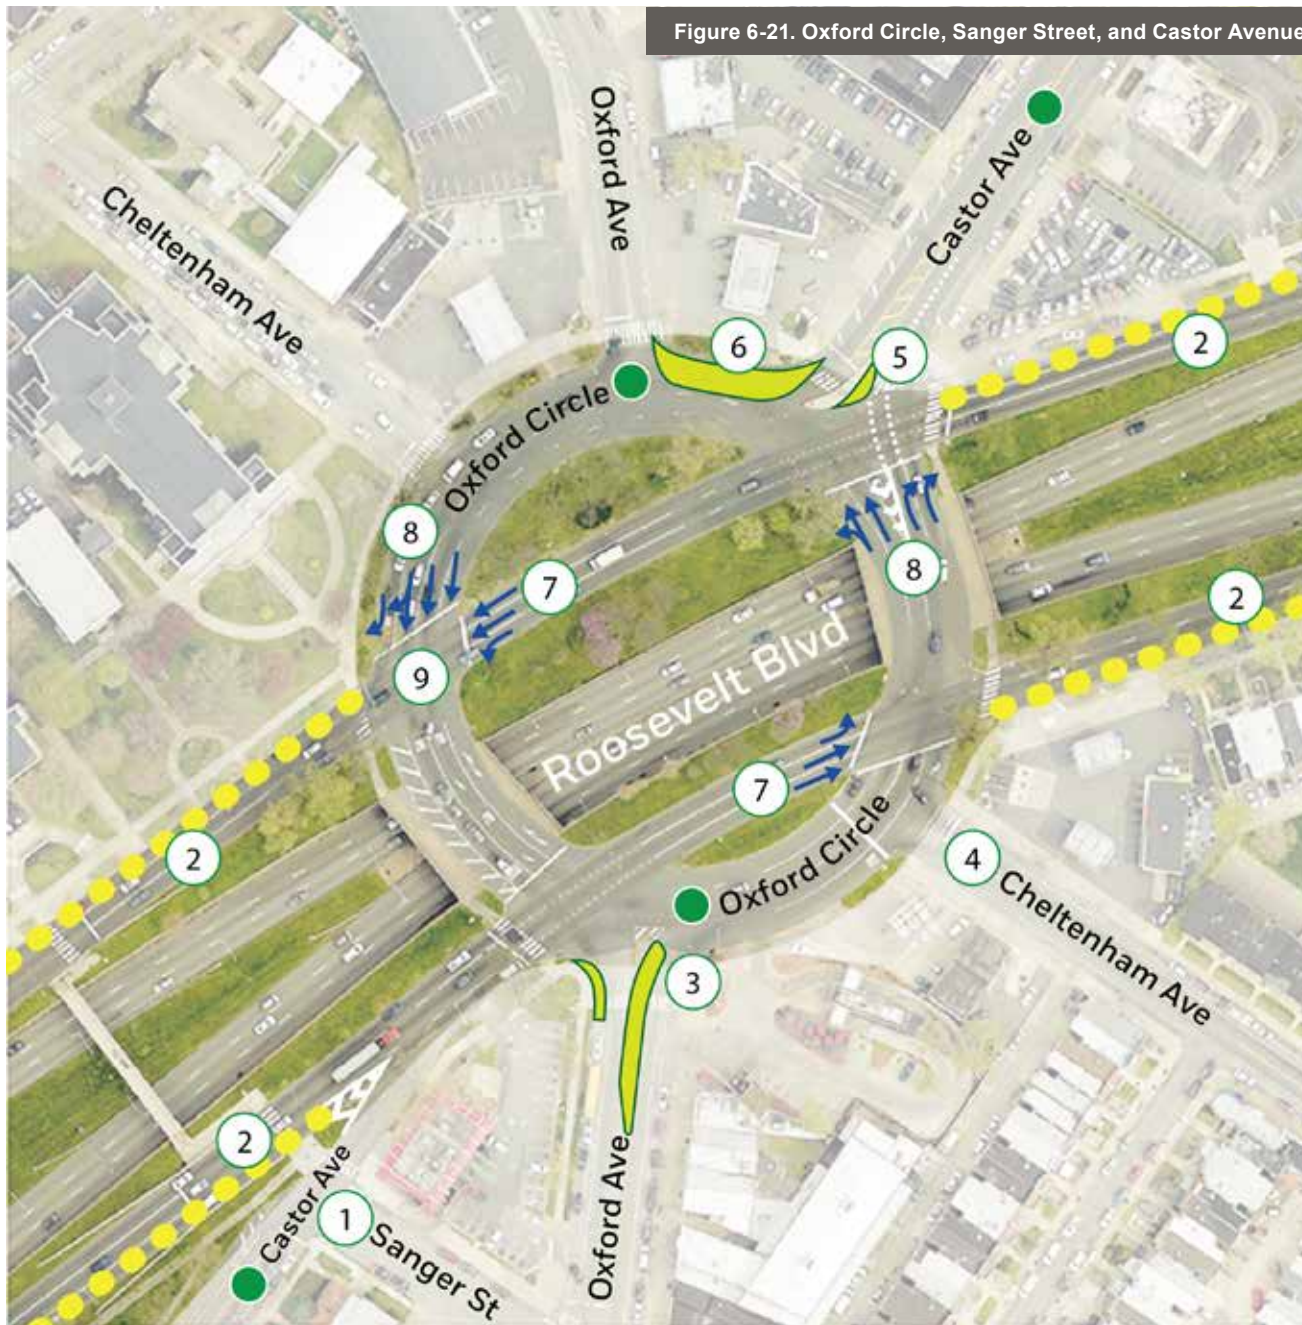 Figure 6-21. Oxford Circle, Sanger Street, and Castor Avenue
Oxford Ave
Castor Ave
Cheltenham Ave
6
5
2
Oxford Circle
8
7
8
2
9
Roosevelt Blvd
7
2
Oxford Circle
4
Cheltenham Ave
3
2
Castor Ave
1
Sanger St
Oxford Ave